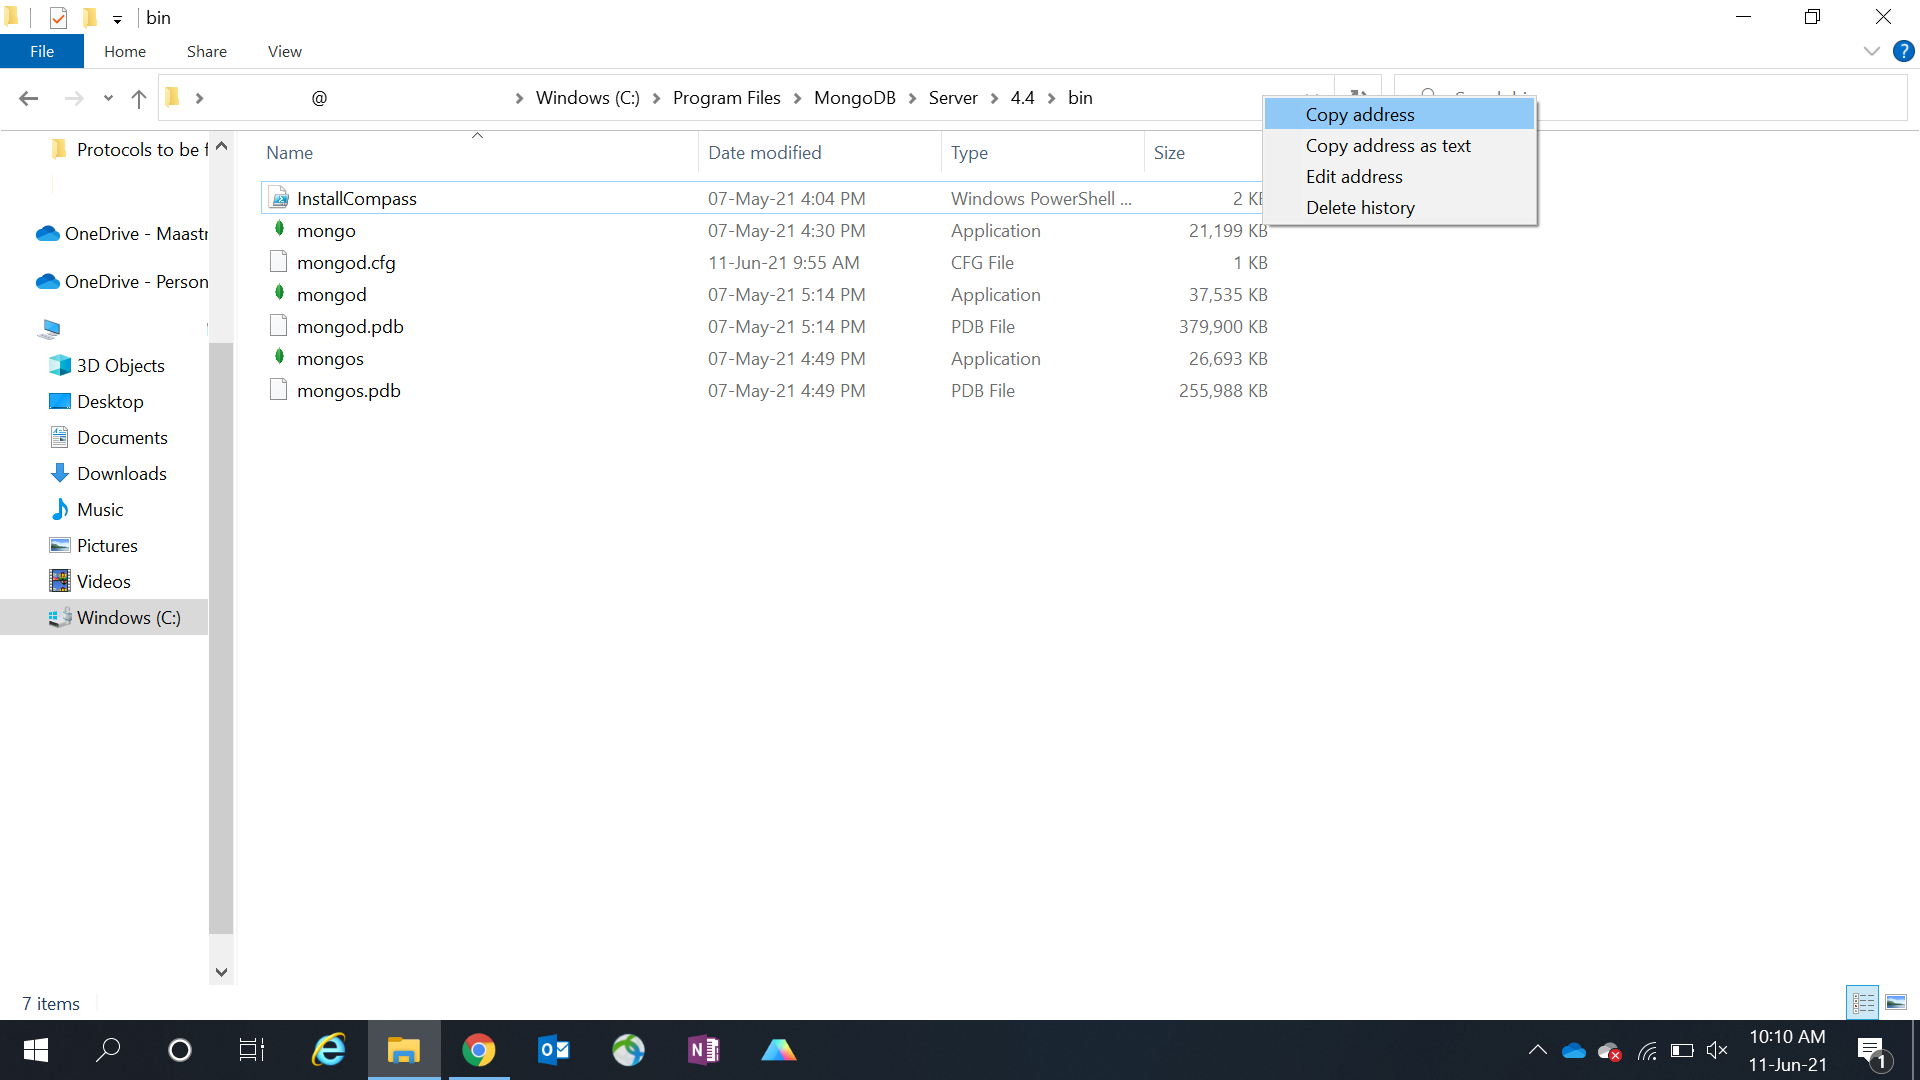 bin
File Home Share View
@ Windows (C:) Program Files MongoDB Server 4.4 bin
Copy address
Copy address as text
Edit address
Delete history
Protocols to be f
OneDrive - Maastr
OneDrive - Person
3D Objects
Desktop
Documents
Downloads
Music
Pictures
Videos
Windows (C:)
Name Date modified Type Size
InstallCompass 07-May-21 4:04 PM Windows PowerShell ... 2 KB
mongo 07-May-21 4:30 PM Application 21,199 KB
mongod.cfg 11-Jun-21 9:55 AM CFG File 1 KB
mongod 07-May-21 5:14 PM Application 37,535 KB
mongod.pdb 07-May-21 5:14 PM PDB File 379,900 KB
mongos 07-May-21 4:49 PM Application 26,693 KB
mongos.pdb 07-May-21 4:49 PM PDB File 255,988 KB
7 items
10:10 AM
11-Jun-21
1